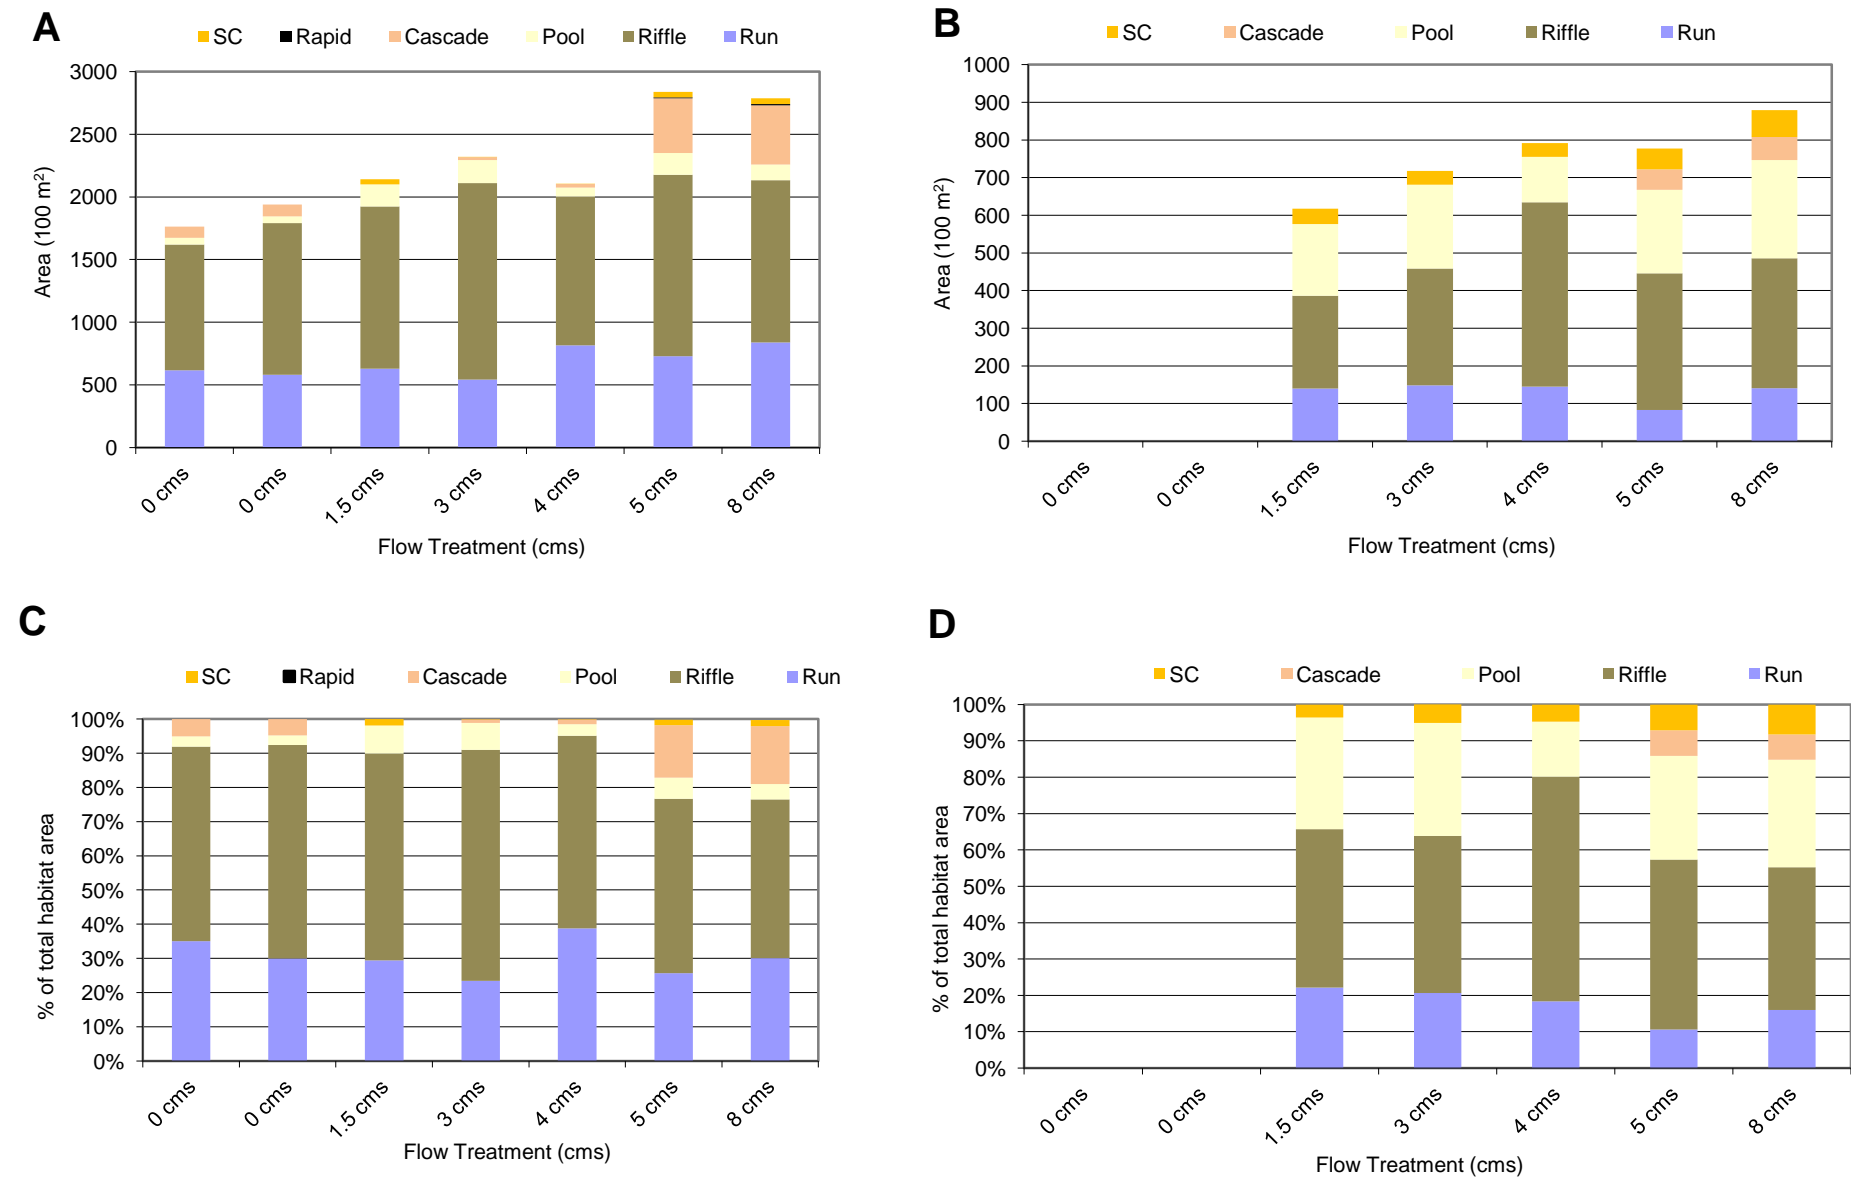 A
SC Rapid Cascade Pool Riffle Run
3000
2500
2000
1500
1000
500
0
Area (100 m²)
0 cms 0 cms 1.5 cms 3 cms 4 cms 5 cms 8 cms
Flow Treatment (cms)
B
SC Cascade Pool Riffle Run
1000
900
800
700
600
500
400
300
200
100
0
Area (100 m²)
0 cms 0 cms 1.5 cms 3 cms 4 cms 5 cms 8 cms
Flow Treatment (cms)
C
SC Rapid Cascade Pool Riffle Run
100%
90%
80%
70%
60%
50%
40%
30%
20%
10%
0%
% of total habitat area
0 cms 0 cms 1.5 cms 3 cms 4 cms 5 cms 8 cms
Flow Treatment (cms)
D
SC Cascade Pool Riffle Run
100%
90%
80%
70%
60%
50%
40%
30%
20%
10%
0%
% of total habitat area
0 cms 0 cms 1.5 cms 3 cms 4 cms 5 cms 8 cms
Flow Treatment (cms)